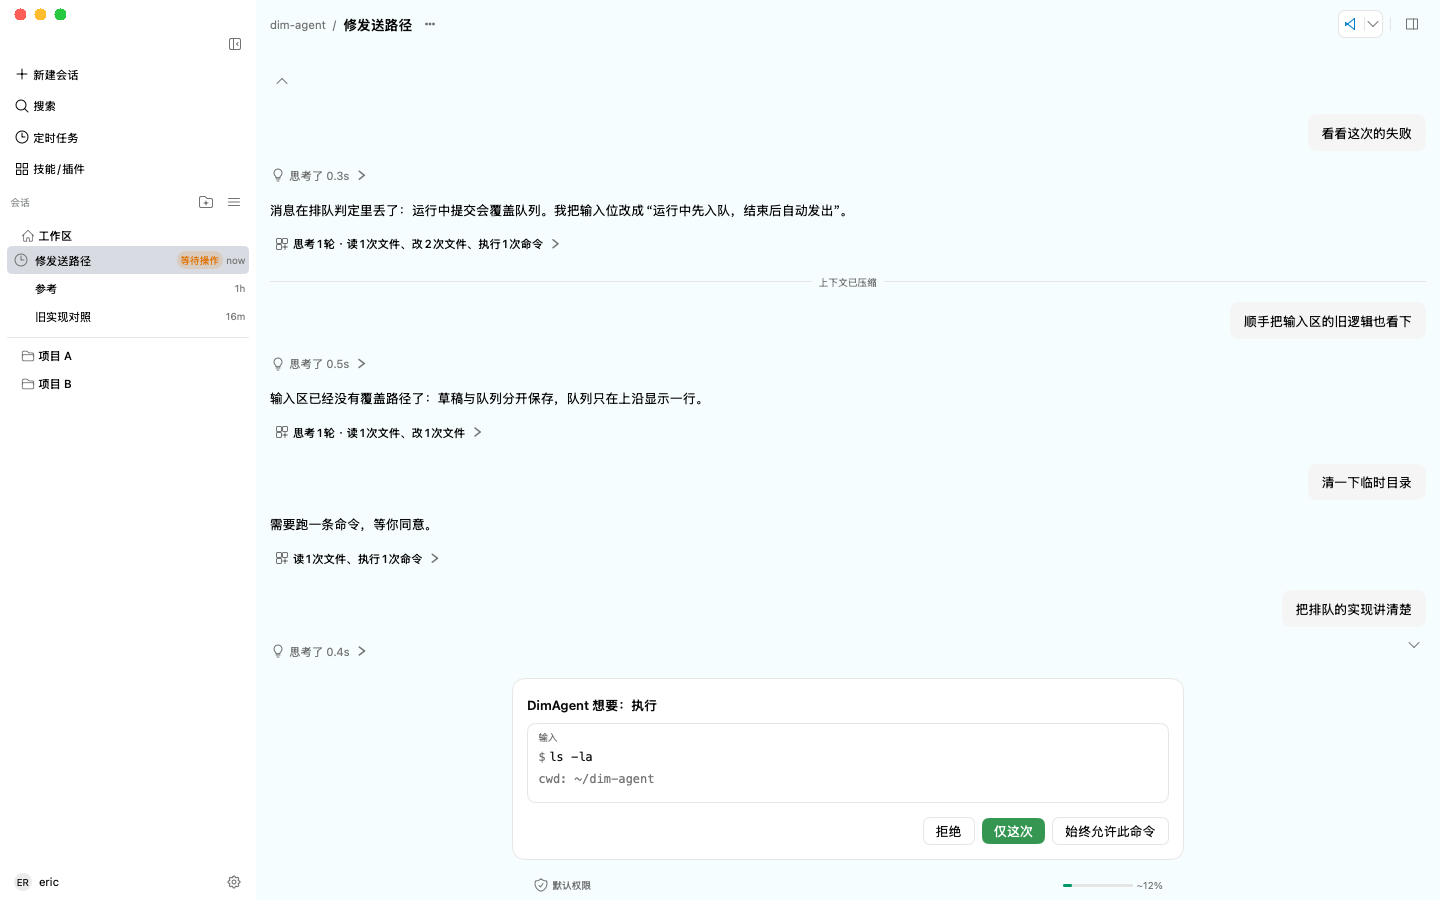 新建会话
搜索
定时任务
技能/插件
会话
工作区
修发送路径 等待操作 now
参考 1h
旧实现对照 16m
项目 A
项目 B
ER eric
dim-agent / 修发送路径 ···
看看这次的失败
思考了 0.3s
消息在排队判定里丢了：运行中提交会覆盖队列。我把输入位改成“运行中先入队，结束后自动发出”。
思考1轮 · 读1次文件、改2次文件、执行1次命令
上下文已压缩
顺手把输入区的旧逻辑也看下
思考了 0.5s
输入区已经没有覆盖路径了：草稿与队列分开保存，队列只在上沿显示一行。
思考1轮 · 读1次文件、改1次文件
清一下临时目录
需要跑一条命令，等你同意。
读1次文件、执行1次命令
把排队的实现讲清楚
思考了 0.4s
DimAgent 想要：执行
输入
$ ls -la
cwd: ~/dim-agent
拒绝 仅这次 始终允许此命令
默认权限 ~12%